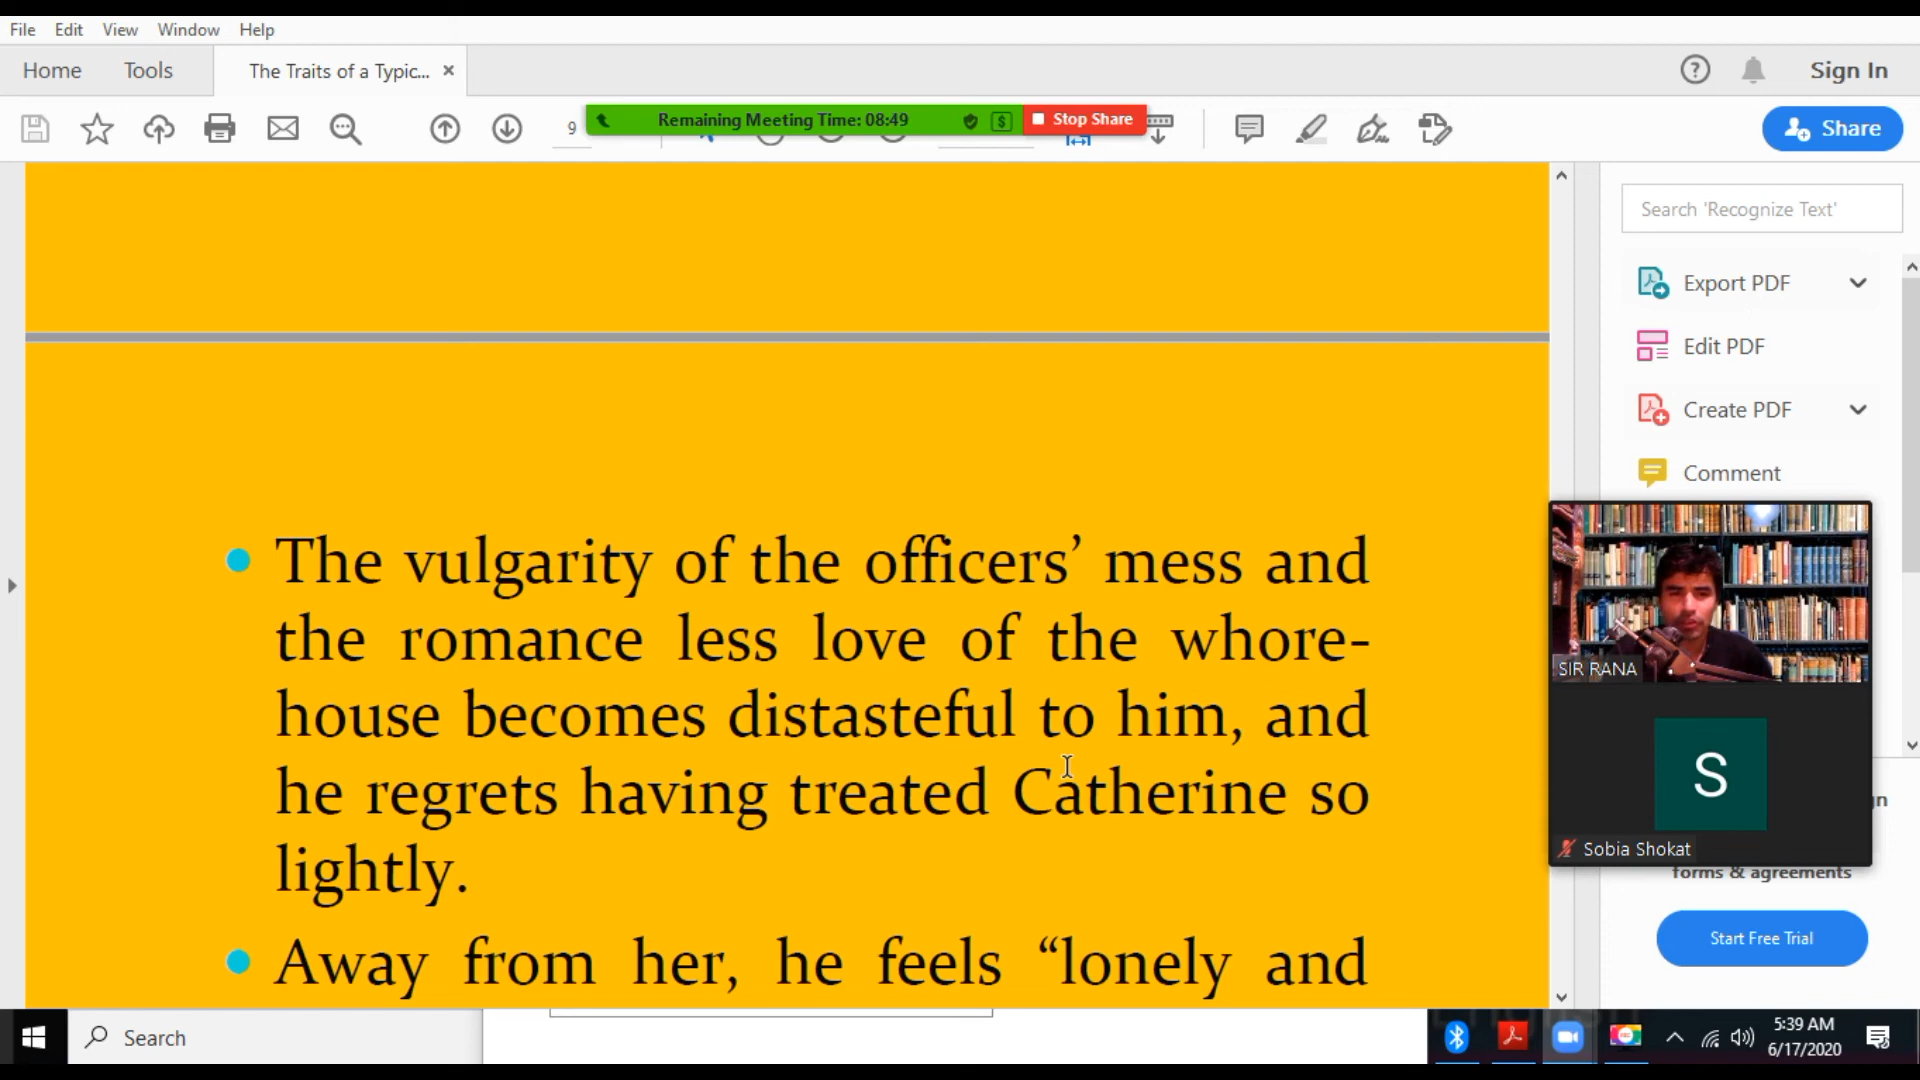 File Edit View Window Help
Home Tools The Traits of a Typic... × Sign In
9 Remaining Meeting Time: 08:49 $ Stop Share Share
Search 'Recognize Text'
Export PDF
Edit PDF
Create PDF
Comment
The vulgarity of the officers’ mess and
the romance less love of the whore-
house becomes distasteful to him, and
he regrets having treated Catherine so
lightly.
Away from her, he feels “lonely and
SIR RANA
S
Sobia Shokat
forms & agreements
Start Free Trial
Search
5:39 AM
6/17/2020